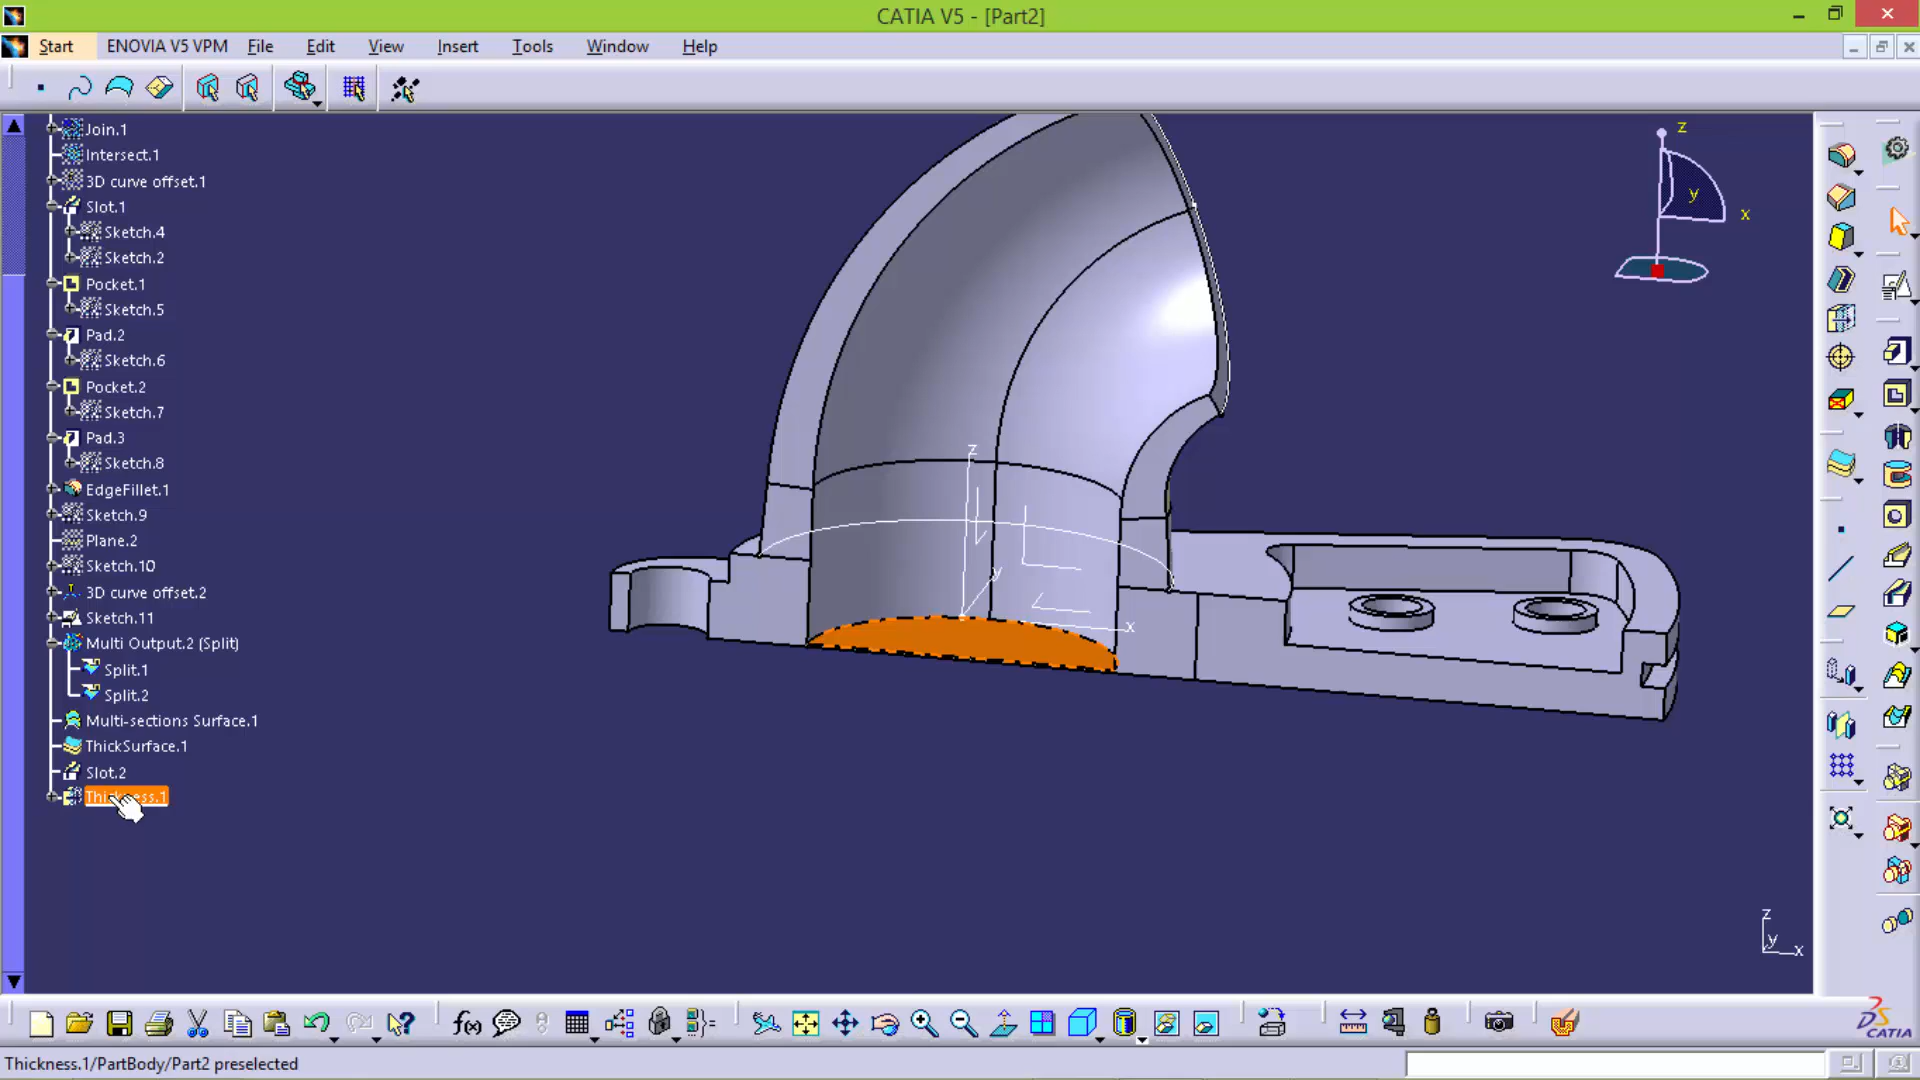 CATIA V5 - [Part2]
Start ENOVIA V5 VPM File Edit View Insert Tools Window Help
Join.1
Intersect.1
3D curve offset.1
Slot.1
Sketch.4
Sketch.2
Pocket.1
Sketch.5
Pad.2
Sketch.6
Pocket.2
Sketch.7
Pad.3
Sketch.8
EdgeFillet.1
Sketch.9
Plane.2
Sketch.10
3D curve offset.2
Sketch.11
Multi Output.2 (Split)
Split.1
Split.2
Multi-sections Surface.1
ThickSurface.1
Slot.2
Thickness.1
z
y
x
z
y
x
z
y
x
f(x)
CATIA
Thickness.1/PartBody/Part2 preselected